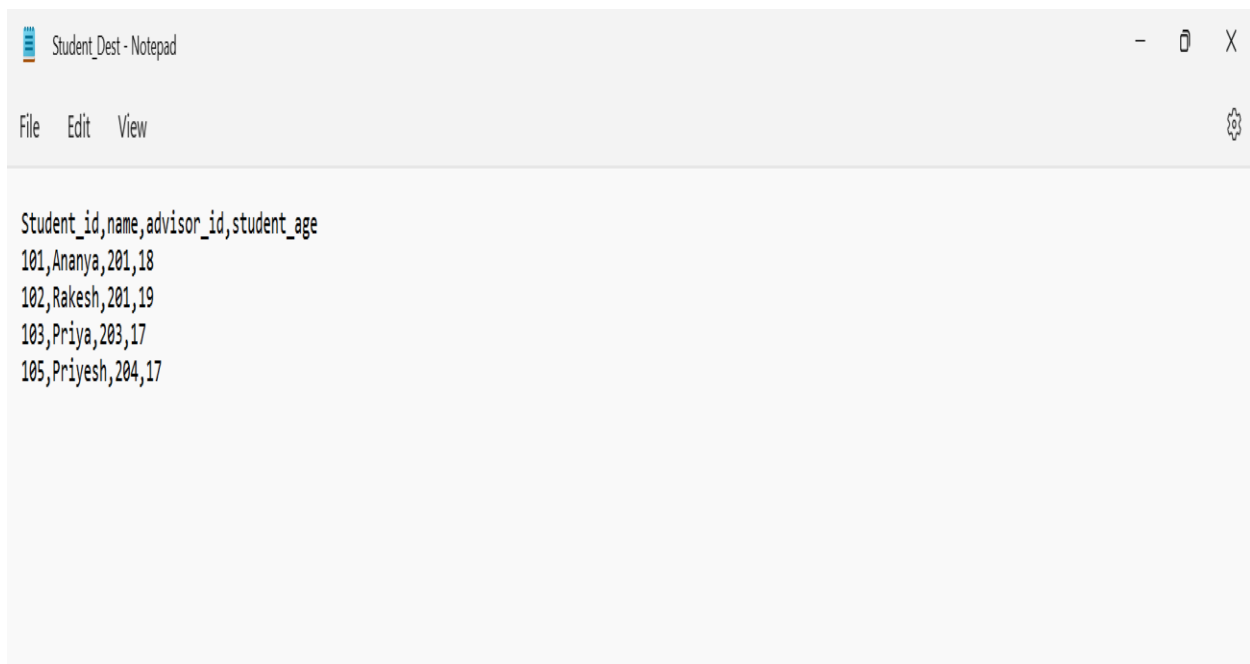 Student_Dest - Notepad
File Edit View
Student_id,name,advisor_id,student_age
101,Ananya,201,18
102,Rakesh,201,19
103,Priya,203,17
105,Priyesh,204,17